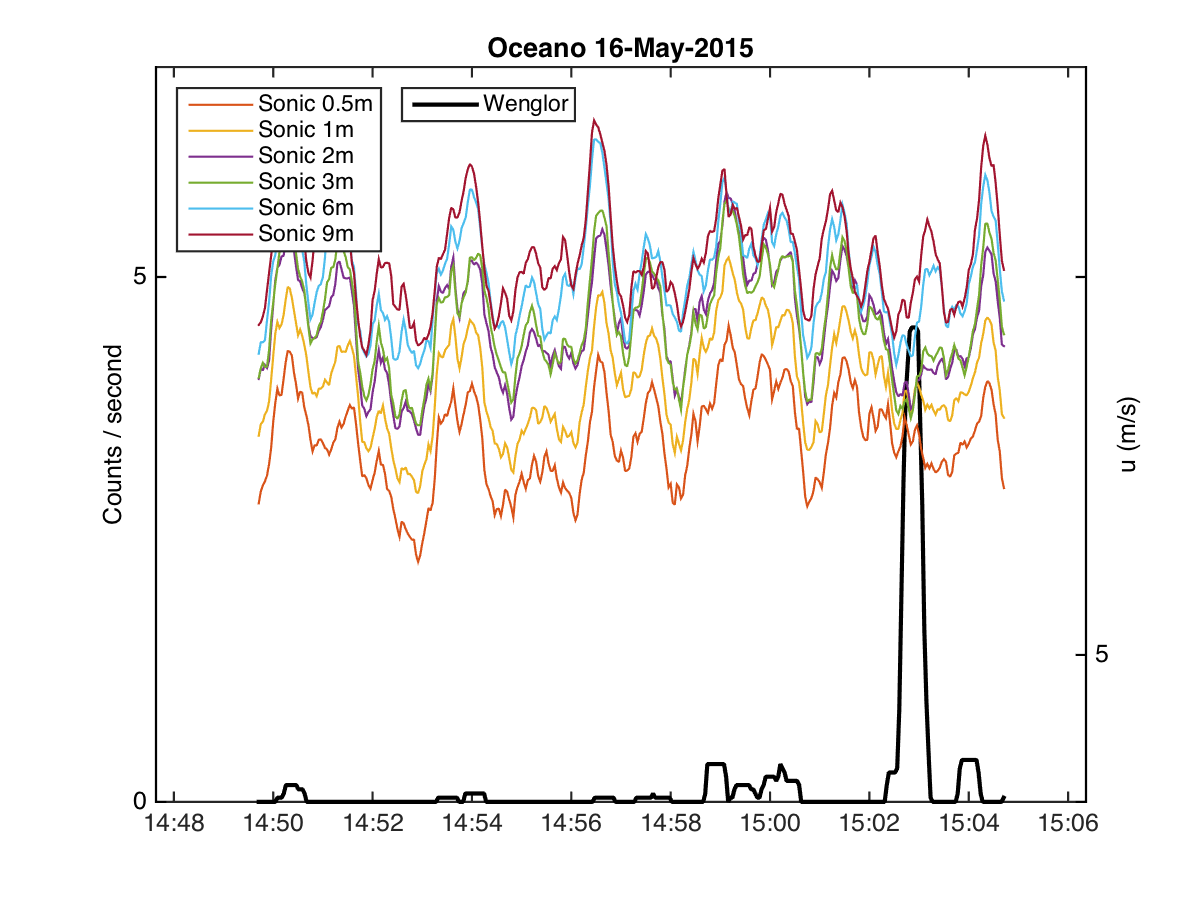 Oceano 16-May-2015
Sonic 0.5m
Sonic 1m
Sonic 2m
Sonic 3m
Sonic 6m
Sonic 9m
Wenglor
Counts / second
5
0
u (m/s)
5
14:48 14:50 14:52 14:54 14:56 14:58 15:00 15:02 15:04 15:06